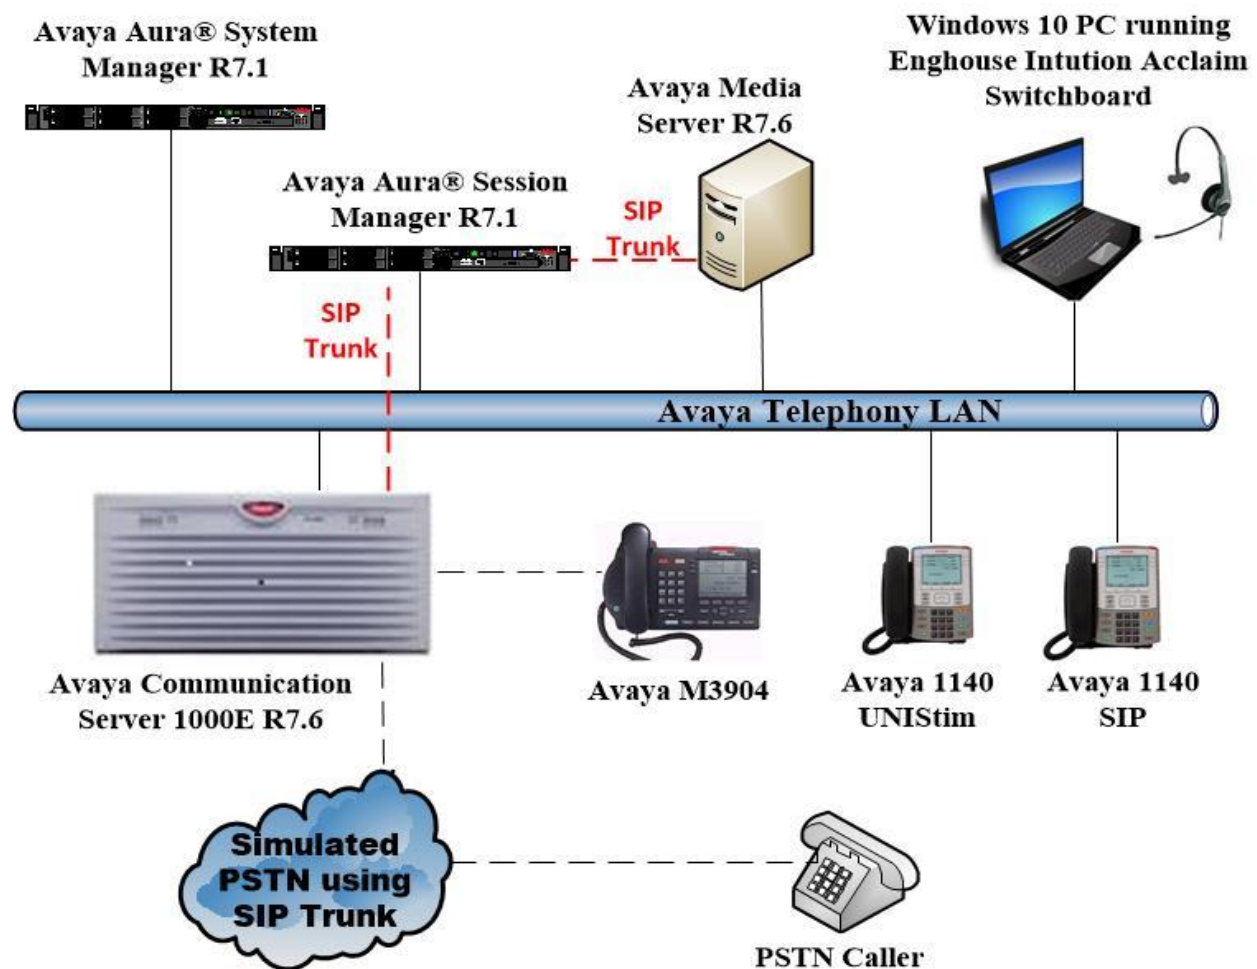 Avaya Aura® System
Manager R7.1
Windows 10 PC running
Enghouse Intution Acclaim
Switchboard
Avaya Media
Server R7.6
Avaya Aura® Session
Manager R7.1
SIP
Trunk
SIP
Trunk
Avaya Telephony LAN
Avaya Communication
Server 1000E R7.6
Avaya M3904
Avaya 1140
UNIStim
Avaya 1140
SIP
Simulated
PSTN using
SIP Trunk
PSTN Caller